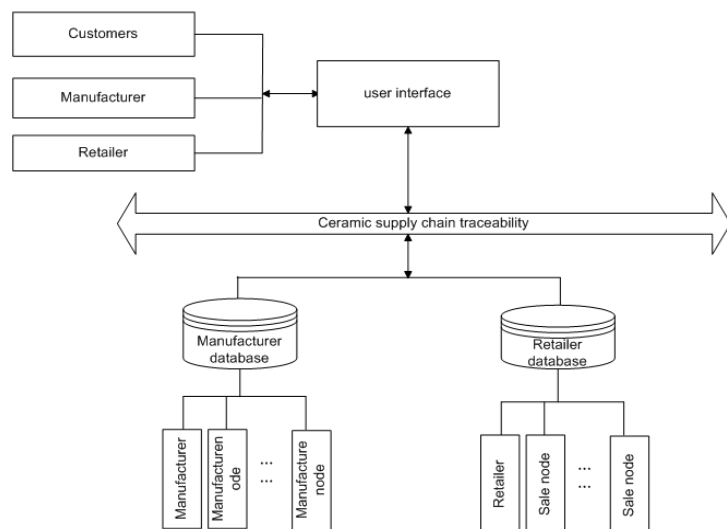 Customers
Manufacturer
Retailer
user interface
Ceramic supply chain traceability
Manufacturer
database
Retailer
database
Manufacturer
Manufacturen
ode
...
...
Manufacture
node
Retailer
Sale node
...
...
Sale node